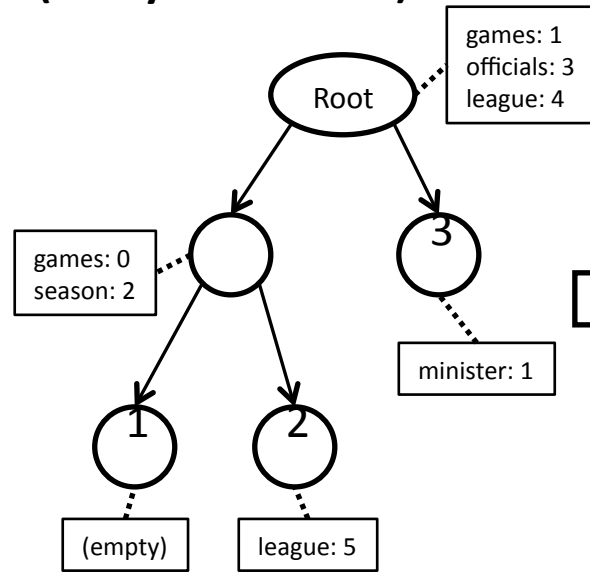 games: 1
officials: 3
league: 4
Root
3
games: 0
season: 2
minister: 1
1
2
(empty)
league: 5